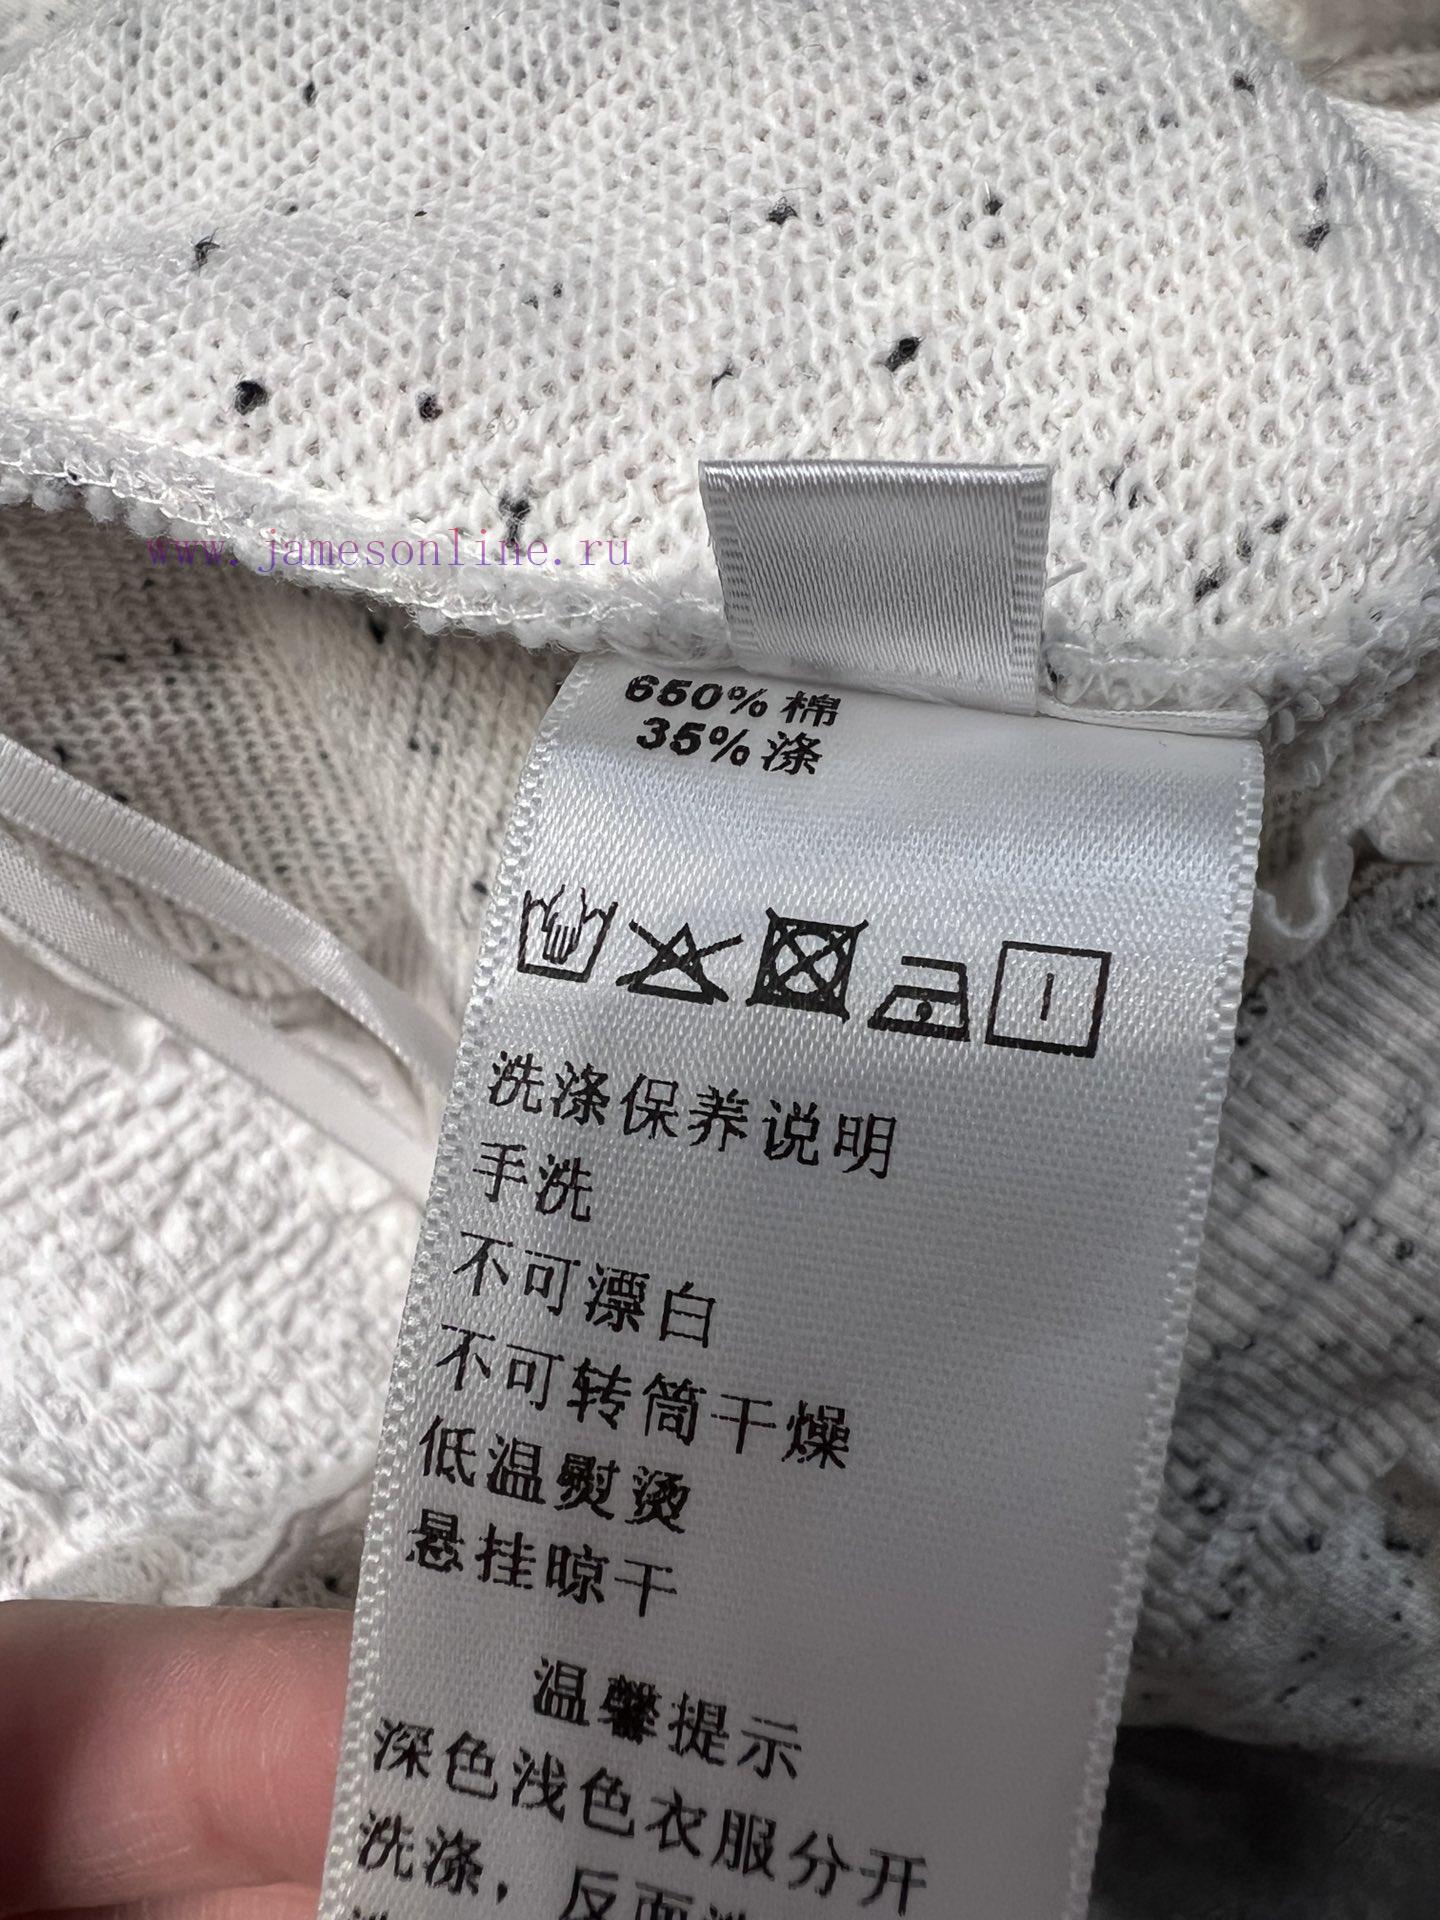 www.jamesonline.ru
650%棉
35%涤
洗涤保养说明
手洗
不可漂白
不可转筒干燥
低温熨烫
悬挂晾干
温馨提示
深色浅色衣服分开
洗涤，反面